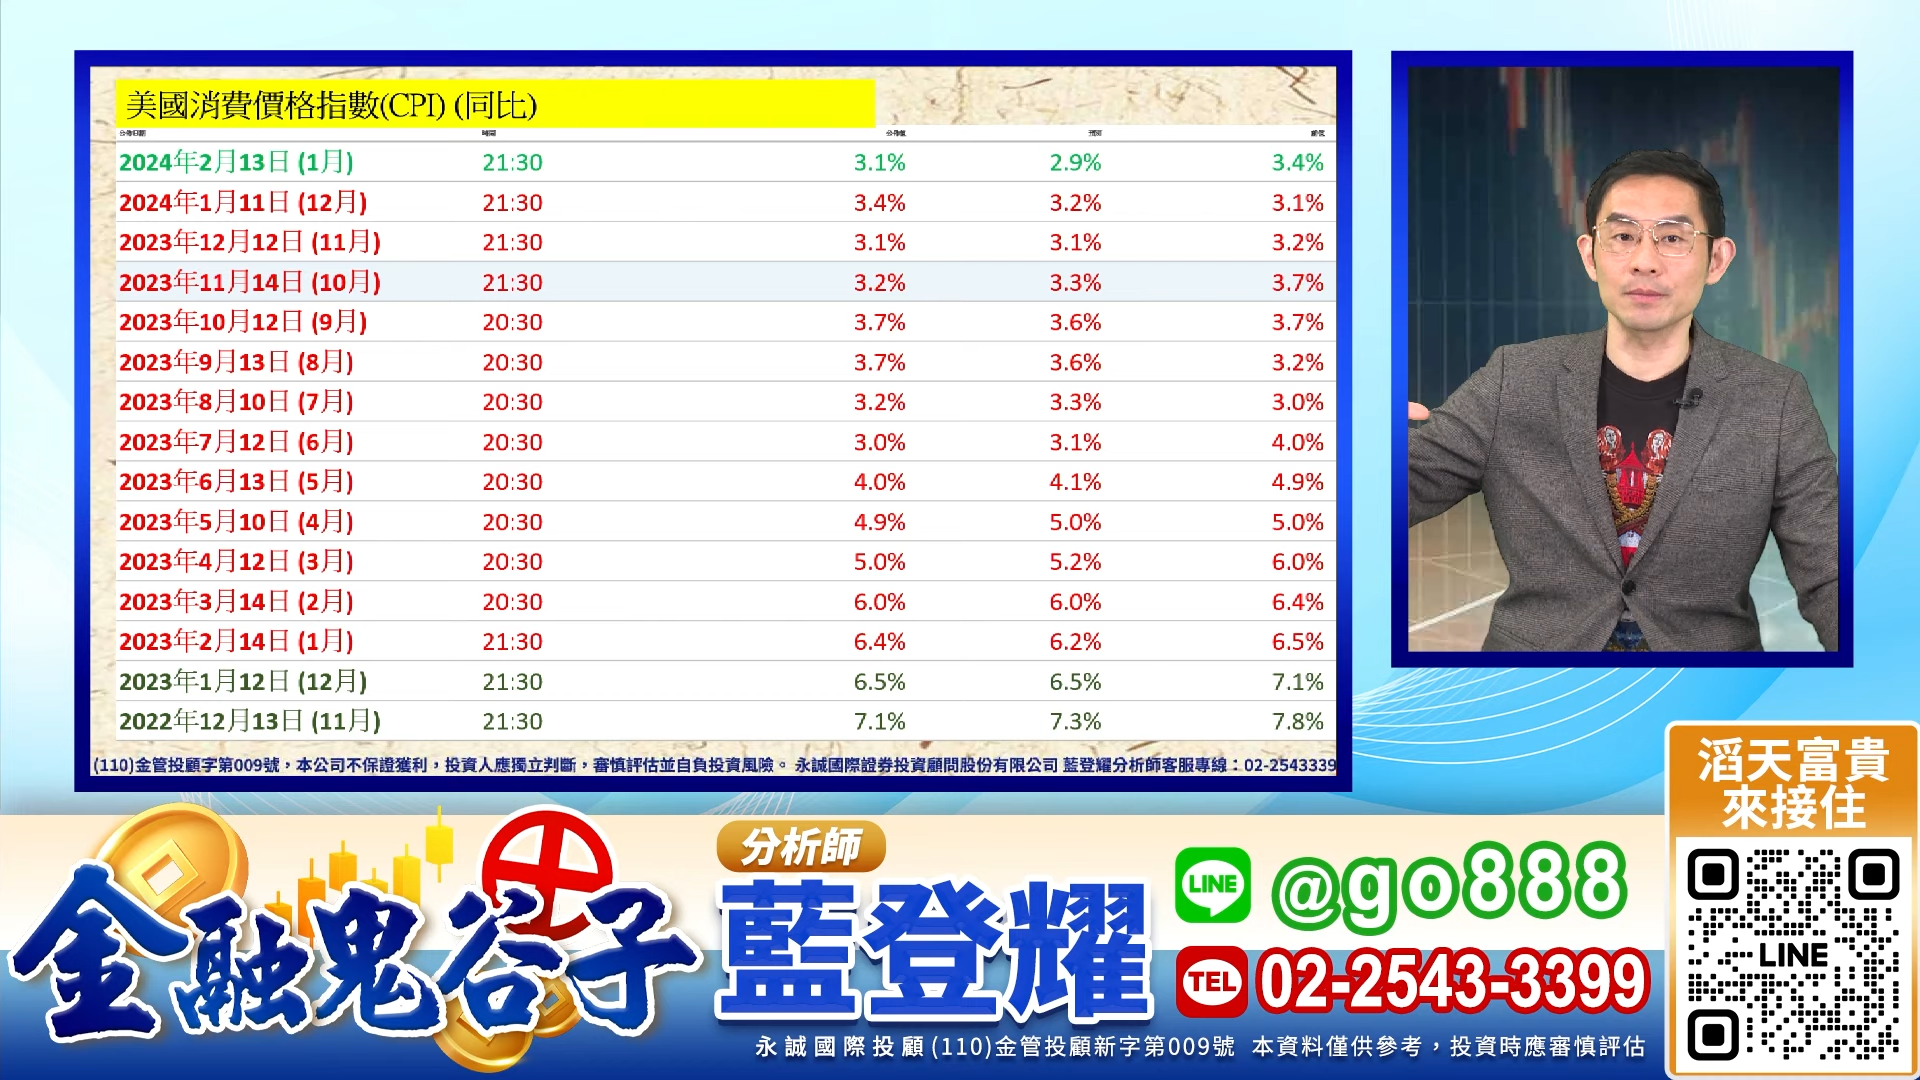 美國消費價格指數(CPI) (同比)
公佈日期 時間 公佈值 預測 前值
2024年2月13日 (1月) 21:30 3.1% 2.9% 3.4%
2024年1月11日 (12月) 21:30 3.4% 3.2% 3.1%
2023年12月12日 (11月) 21:30 3.1% 3.1% 3.2%
2023年11月14日 (10月) 21:30 3.2% 3.3% 3.7%
2023年10月12日 (9月) 20:30 3.7% 3.6% 3.7%
2023年9月13日 (8月) 20:30 3.7% 3.6% 3.2%
2023年8月10日 (7月) 20:30 3.2% 3.3% 3.0%
2023年7月12日 (6月) 20:30 3.0% 3.1% 4.0%
2023年6月13日 (5月) 20:30 4.0% 4.1% 4.9%
2023年5月10日 (4月) 20:30 4.9% 5.0% 5.0%
2023年4月12日 (3月) 20:30 5.0% 5.2% 6.0%
2023年3月14日 (2月) 20:30 6.0% 6.0% 6.4%
2023年2月14日 (1月) 21:30 6.4% 6.2% 6.5%
2023年1月12日 (12月) 21:30 6.5% 6.5% 7.1%
2022年12月13日 (11月) 21:30 7.1% 7.3% 7.8%
(110)金管投顧字第009號，本公司不保證獲利，投資人應獨立判斷，審慎評估並自負投資風險。 永誠國際證券投資顧問股份有限公司 藍登耀分析師客服專線：02-2543339
滔天富貴
來接住
LINE
金融鬼谷子
分析師
藍登耀
LINE @go888
TEL 02-2543-3399
永誠國際投顧(110)金管投顧新字第009號 本資料僅供參考，投資時應審慎評估